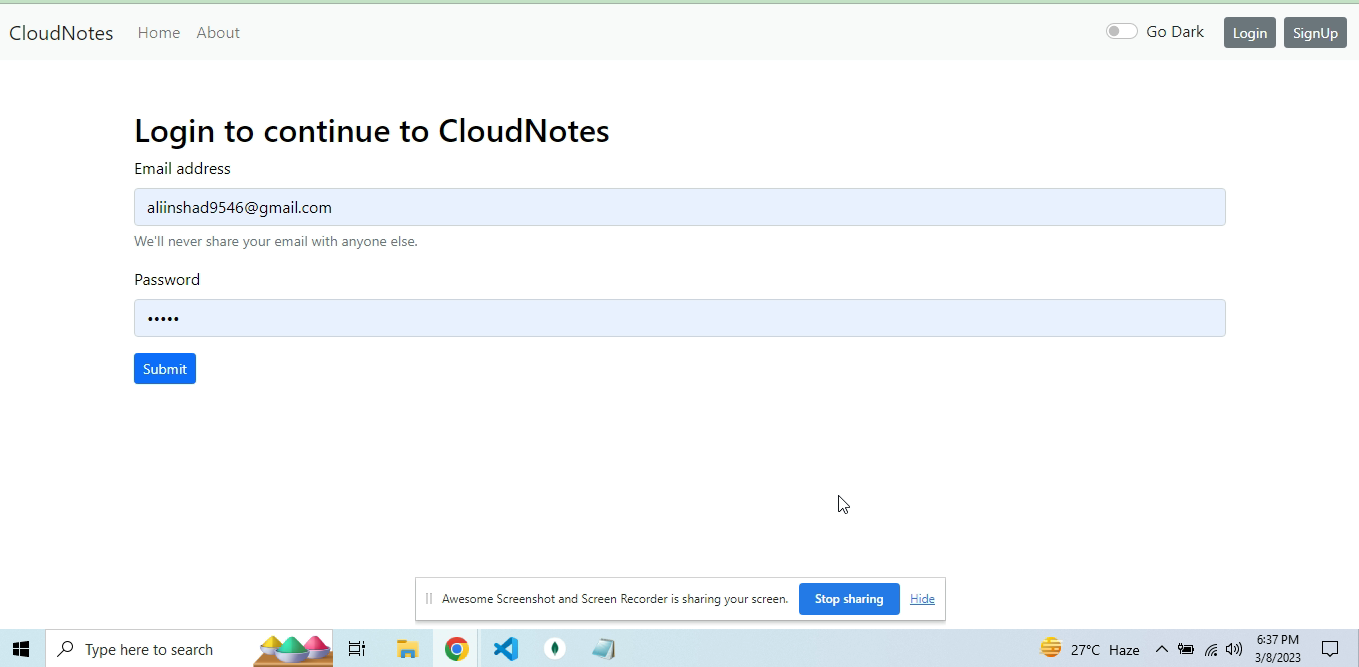 CloudNotes Home About Go Dark Login SignUp
Login to continue to CloudNotes
Email address
aliinshad9546@gmail.com
We'll never share your email with anyone else.
Password
•••••
Submit
Awesome Screenshot and Screen Recorder is sharing your screen. Stop sharing Hide
Type here to search 27°C Haze 6:37 PM
3/8/2023